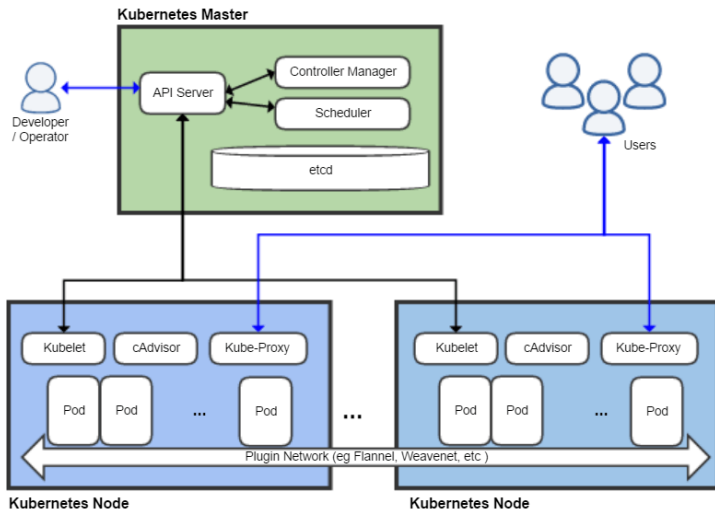 Kubernetes Master
API Server
Controller Manager
Scheduler
etcd
Developer
/ Operator
Users
Kubelet
cAdvisor
Kube-Proxy
Pod
Pod
...
Pod
...
Kubelet
cAdvisor
Kube-Proxy
Pod
Pod
...
Pod
Plugin Network (eg Flannel, Weavenet, etc )
Kubernetes Node
Kubernetes Node